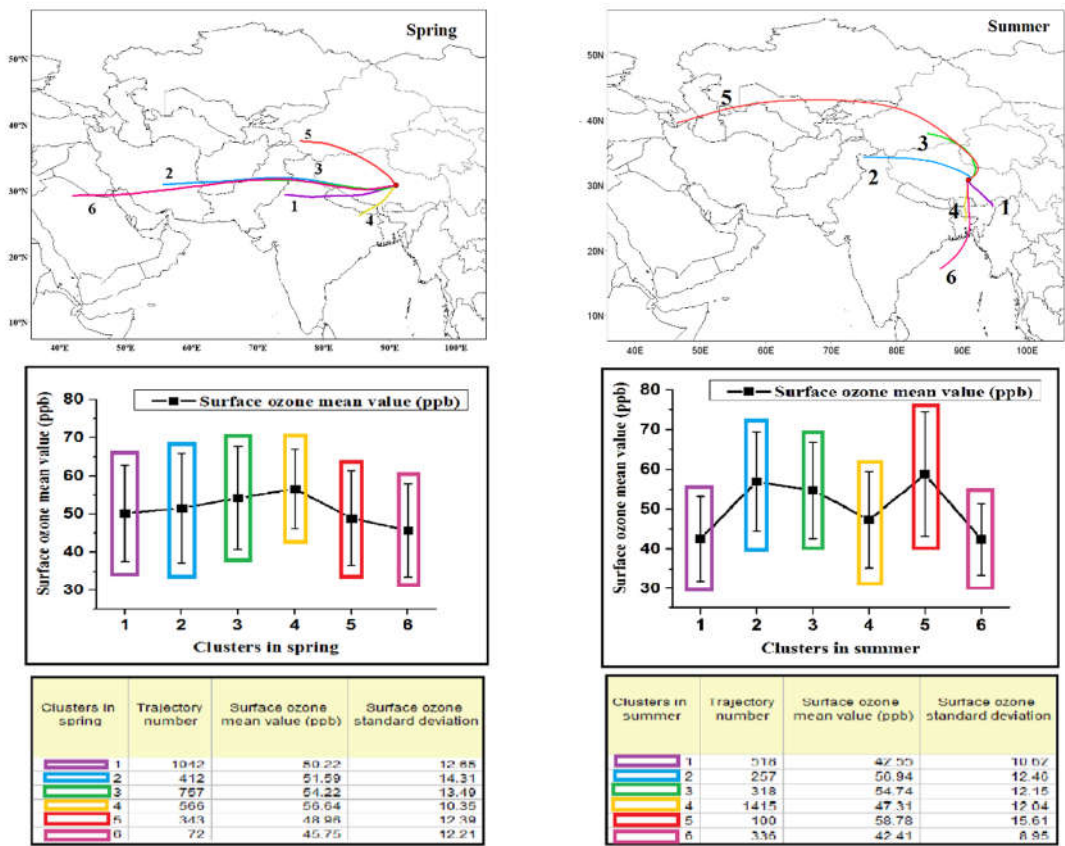 Spring
50°N
40°N
30°N
20°N
10°N
5
2
3
6
1
4
40°E 50°E 60°E 70°E 80°E 90°E 100°E
Summer
50N
40N
30N
20N
10N
5
3
2
4
1
6
40E 50E 60E 70E 80E 90E 100E
Surface ozone mean value (ppb)
Surface ozone mean value (ppb)
80
70
60
50
40
30
1 2 3 4 5 6
Clusters in spring
Surface ozone mean value (ppb)
Surface ozone mean value (ppb)
80
70
60
50
40
30
1 2 3 4 5 6
Clusters in summer
Clusters in spring Trajectory number Surface ozone mean value (ppb) Surface ozone standard deviation
1 1042 50.22
2 412 51.59 14.31
3 54.22 13.49
4 566 56.64 10.35
5 343 48.96 12.39
6 72 45.75 12.21
Clusters in summer Trajectory number Surface ozone mean value (ppb) Surface ozone standard deviation
1 518 42.55 10.62
2 257 56.94 12.46
3 318 54.74 12.15
4 1415 47.31 12.04
5 100 58.78 15.61
6 336 42.41 8.95